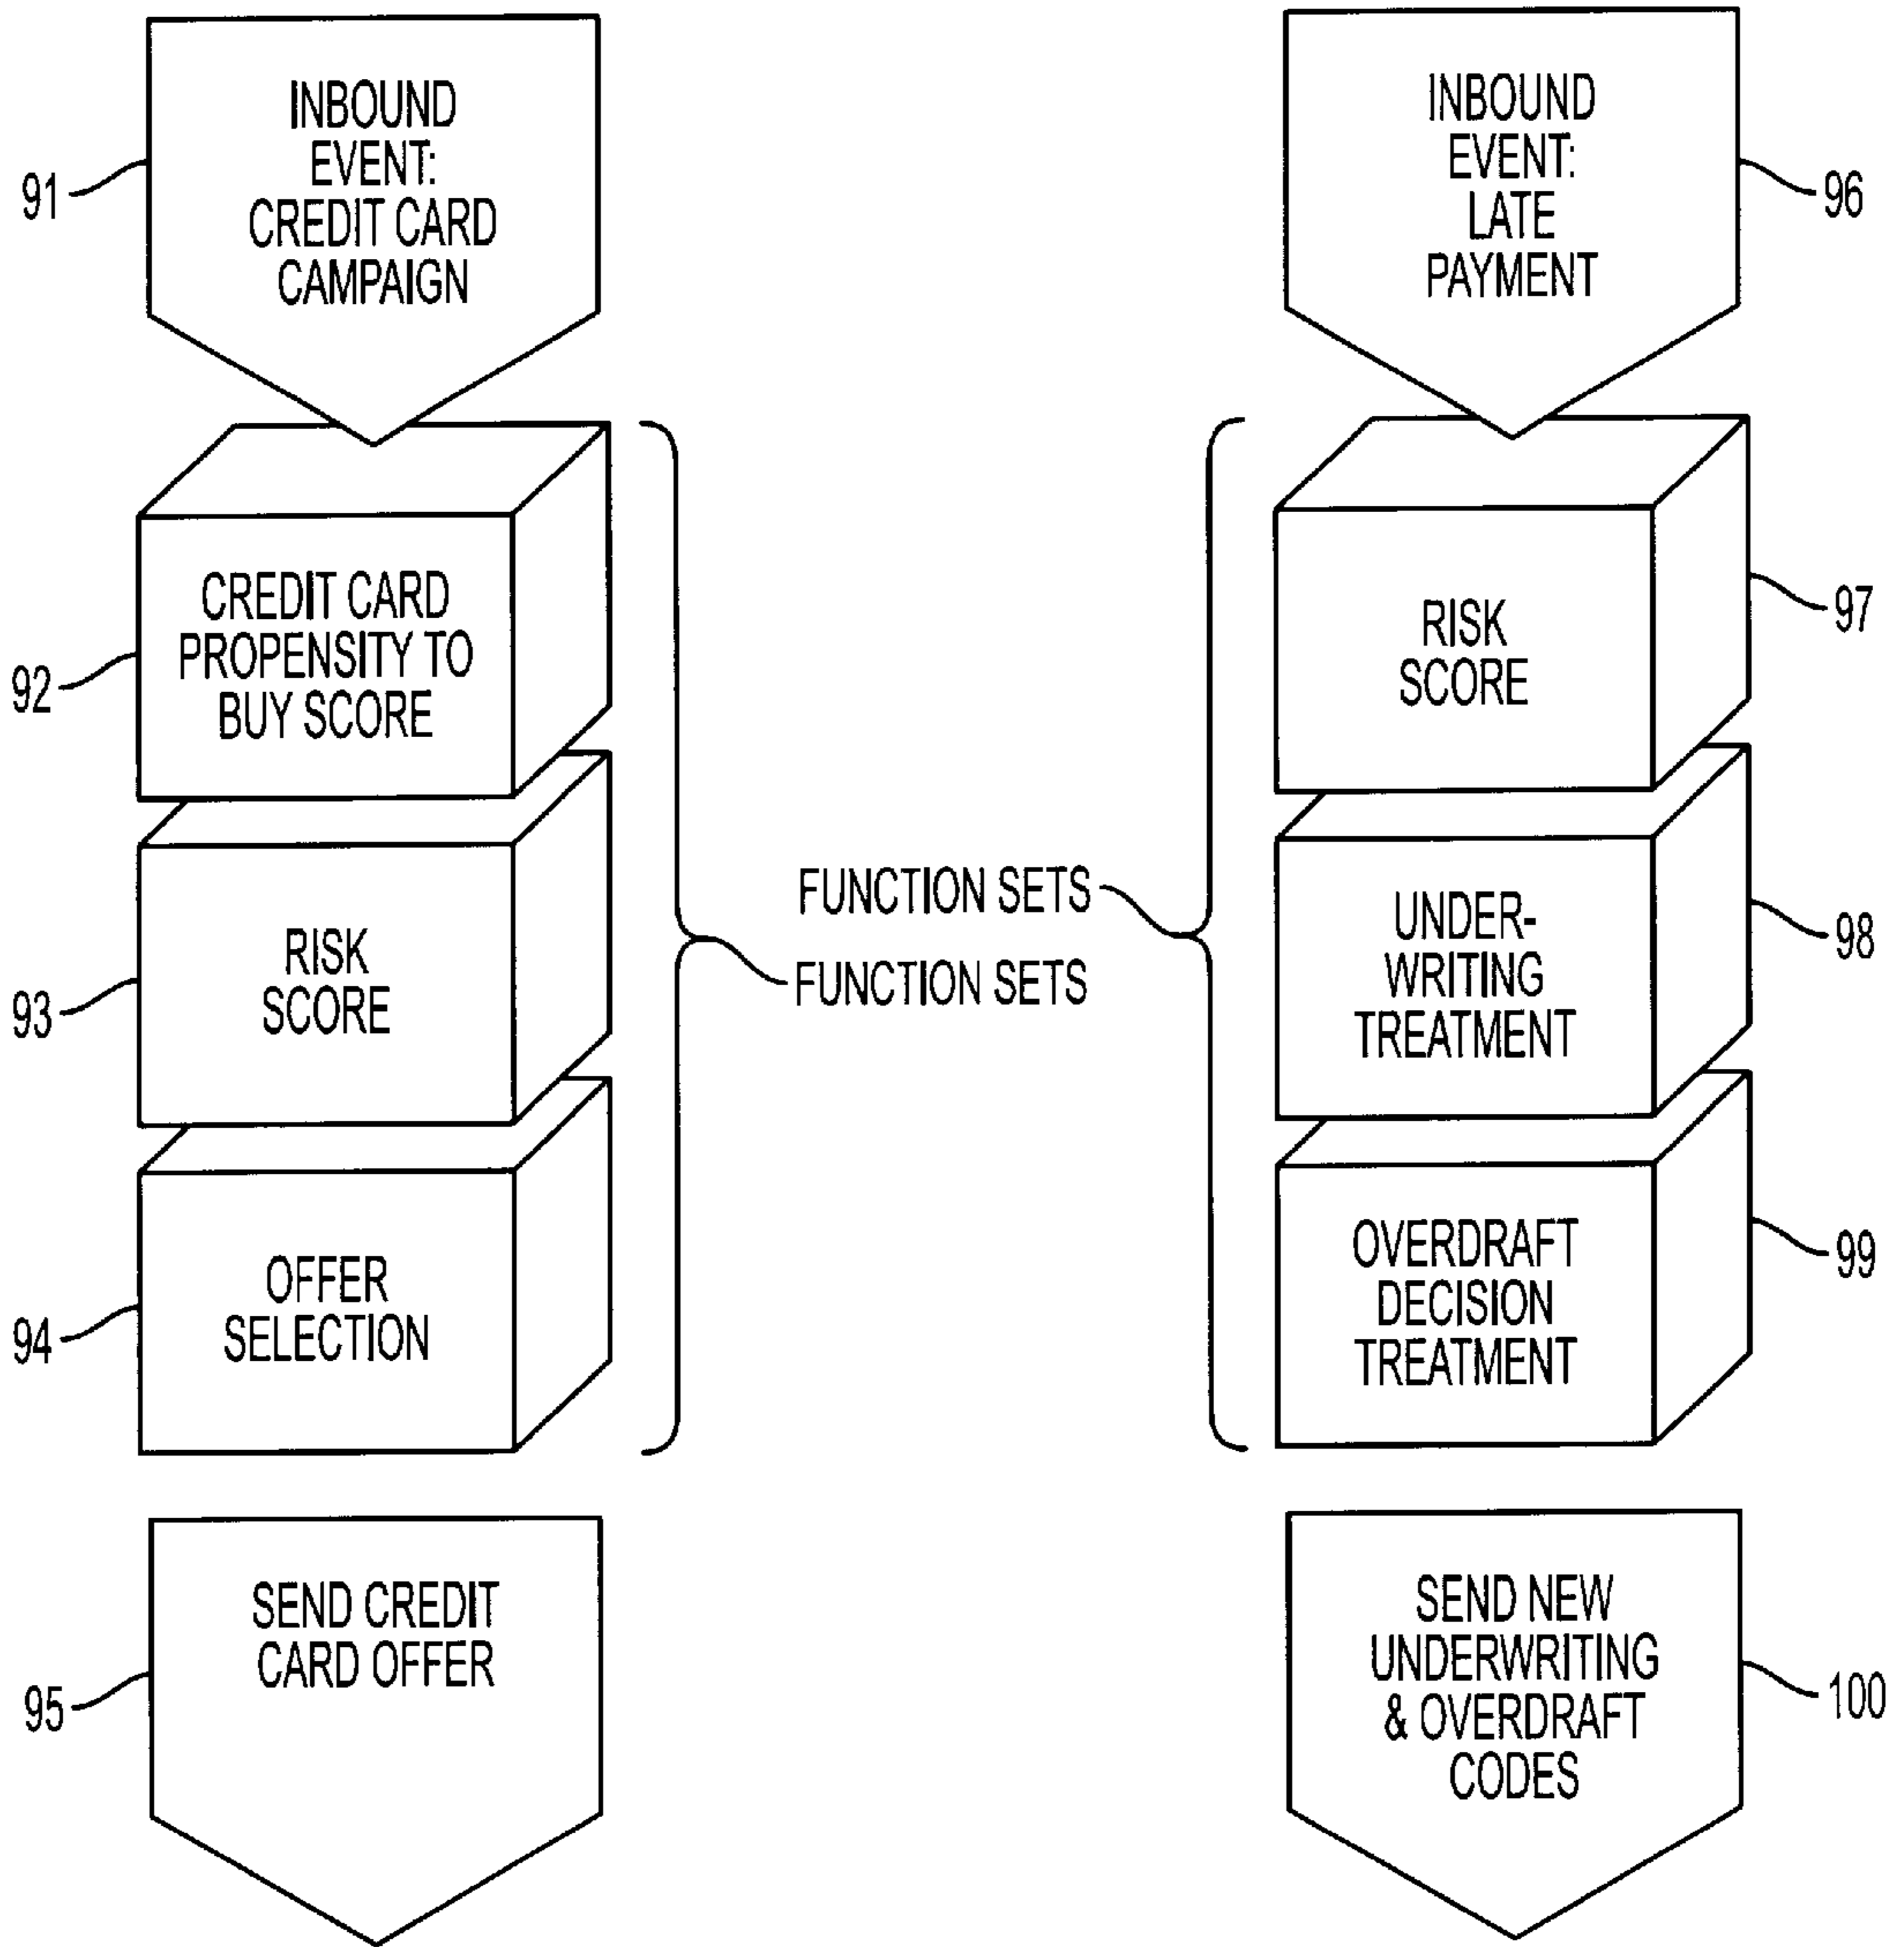 INBOUND
EVENT:
CREDIT CARD
CAMPAIGN
91
CREDIT CARD
PROPENSITY TO
BUY SCORE
92
RISK
SCORE
93
OFFER
SELECTION
94
SEND CREDIT
CARD OFFER
95
FUNCTION SETS
FUNCTION SETS
INBOUND
EVENT:
LATE
PAYMENT
96
RISK
SCORE
97
UNDER-
WRITING
TREATMENT
98
OVERDRAFT
DECISION
TREATMENT
99
SEND NEW
UNDERWRITING
& OVERDRAFT
CODES
100